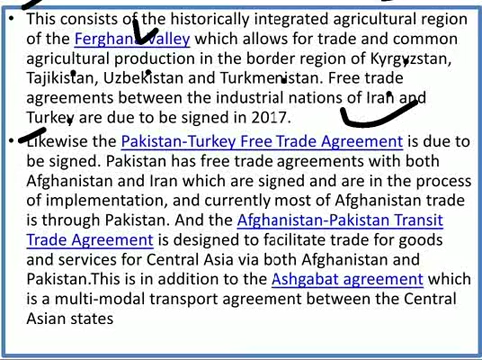 • This consists of the historically integrated agricultural region
of the Ferghana Valley which allows for trade and common
agricultural production in the border region of Kyrgyzstan,
Tajikistan, Uzbekistan and Turkmenistan. Free trade
agreements between the industrial nations of Iran and
Turkey are due to be signed in 2017.
• Likewise the Pakistan-Turkey Free Trade Agreement is due to
be signed. Pakistan has free trade agreements with both
Afghanistan and Iran which are signed and are in the process
of implementation, and currently most of Afghanistan trade
is through Pakistan. And the Afghanistan-Pakistan Transit
Trade Agreement is designed to facilitate trade for goods
and services for Central Asia via both Afghanistan and
Pakistan.This is in addition to the Ashgabat agreement which
is a multi-modal transport agreement between the Central
Asian states